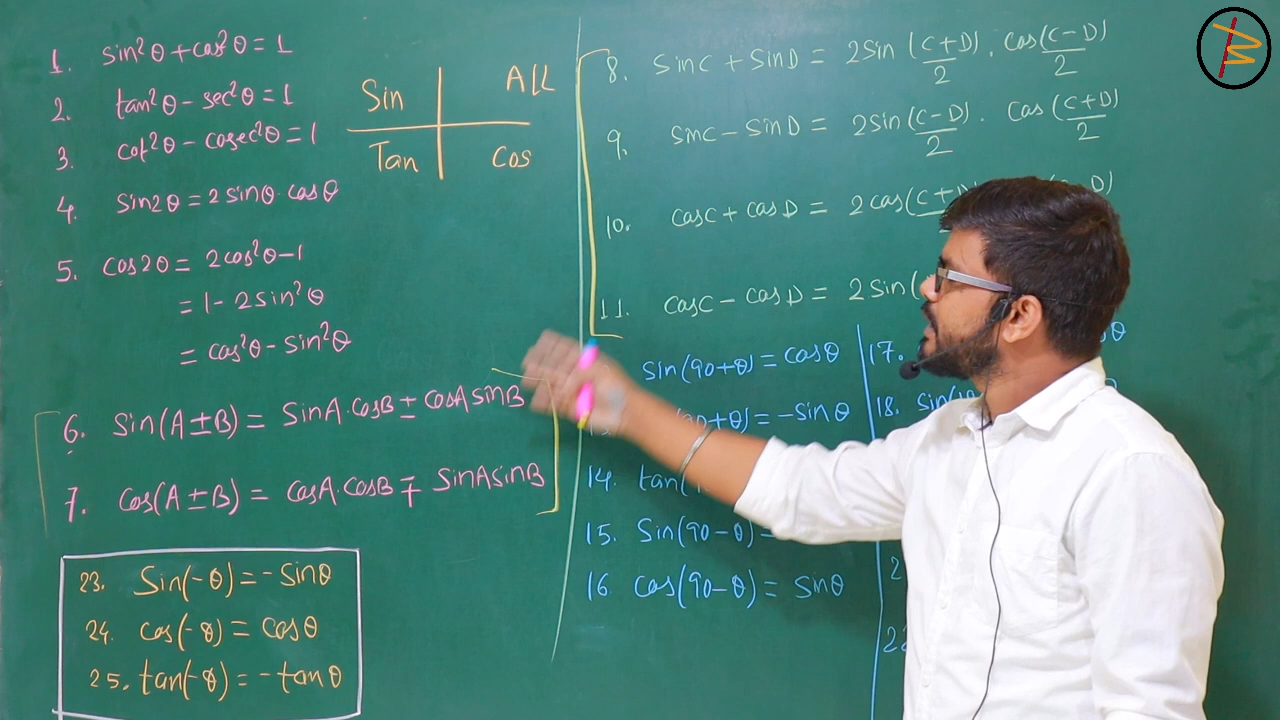 1. sin²θ + cos²θ = 1
2. tan²θ - sec²θ = 1
3. cot²θ - cosec²θ = 1
4. sin2θ = 2 sinθ cosθ
5. cos2θ = 2cos²θ - 1
= 1 - 2sin²θ
= cos²θ - sin²θ
6. Sin(A ± B) = SinA·cosB ± cosA sinB
7. Cos(A ± B) = cosA·cosB ∓ SinA sinB
Sin All
Tan Cos
23. Sin(-θ) = -Sinθ
24. cos(-θ) = cosθ
25. tan(-θ) = -tanθ
8. SinC + SinD = 2Sin (C+D)/2 . Cos(C-D)/2
9. SinC - SinD = 2Sin(C-D)/2 . Cos(C+D)/2
10. CosC + CosD = 2Cos(C+D)
11. CosC - CosD = 2Sin(
sin(90+θ) = cosθ
+θ) = -sinθ
14. tan(
15. Sin(90-θ) =
16. Cos(90-θ) = Sinθ
17.
18. sin(